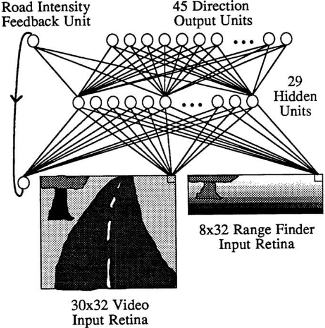 Road Intensity
Feedback Unit
45 Direction
Output Units
29
Hidden
Units
8x32 Range Finder
Input Retina
30x32 Video
Input Retina